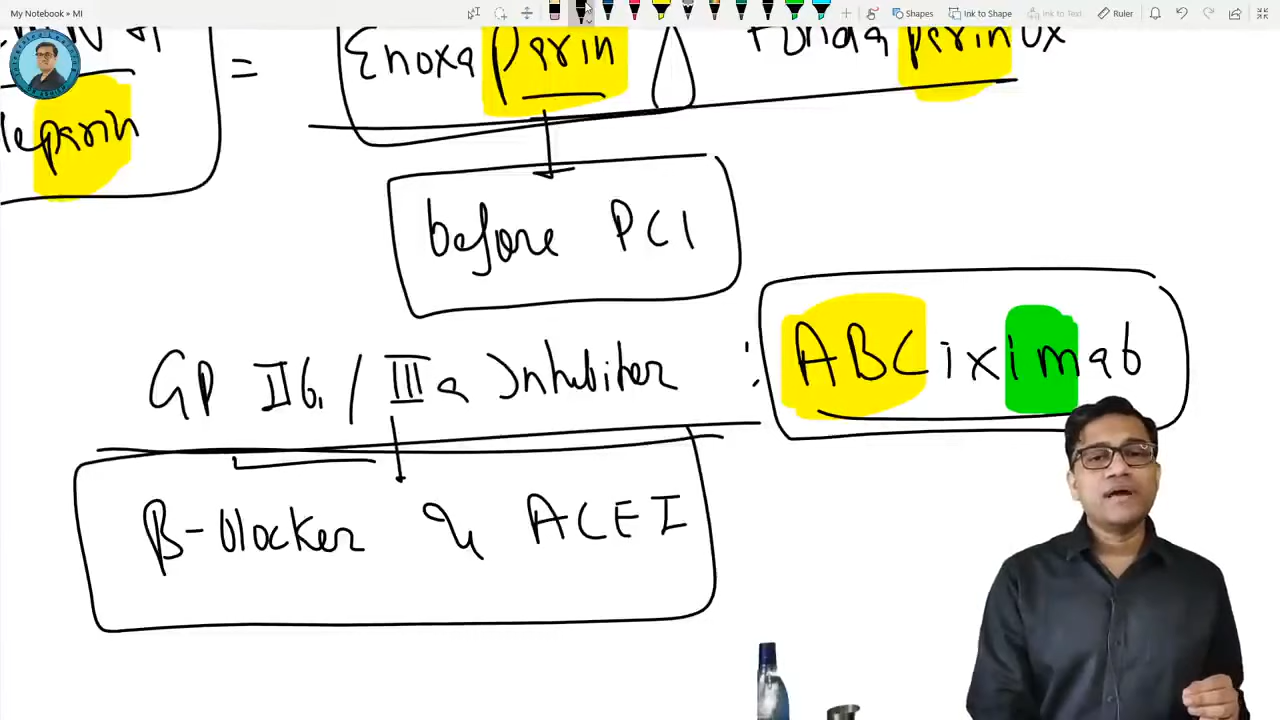 My Notebook » MI
Shapes Ink to Shape Ink to Text Ruler
= Enoxaparin Fondaparinux
before PCI
GP IIb / IIIa Inhibitor : ABCiximab
β-blocker & ACEI